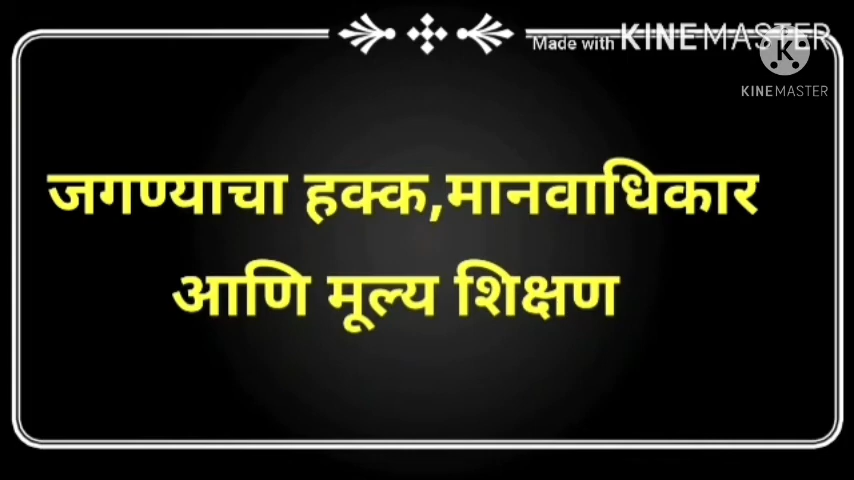 Made with KINEMASTER
K
KINEMASTER
जगण्याचा हक्क,मानवाधिकार
आणि मूल्य शिक्षण